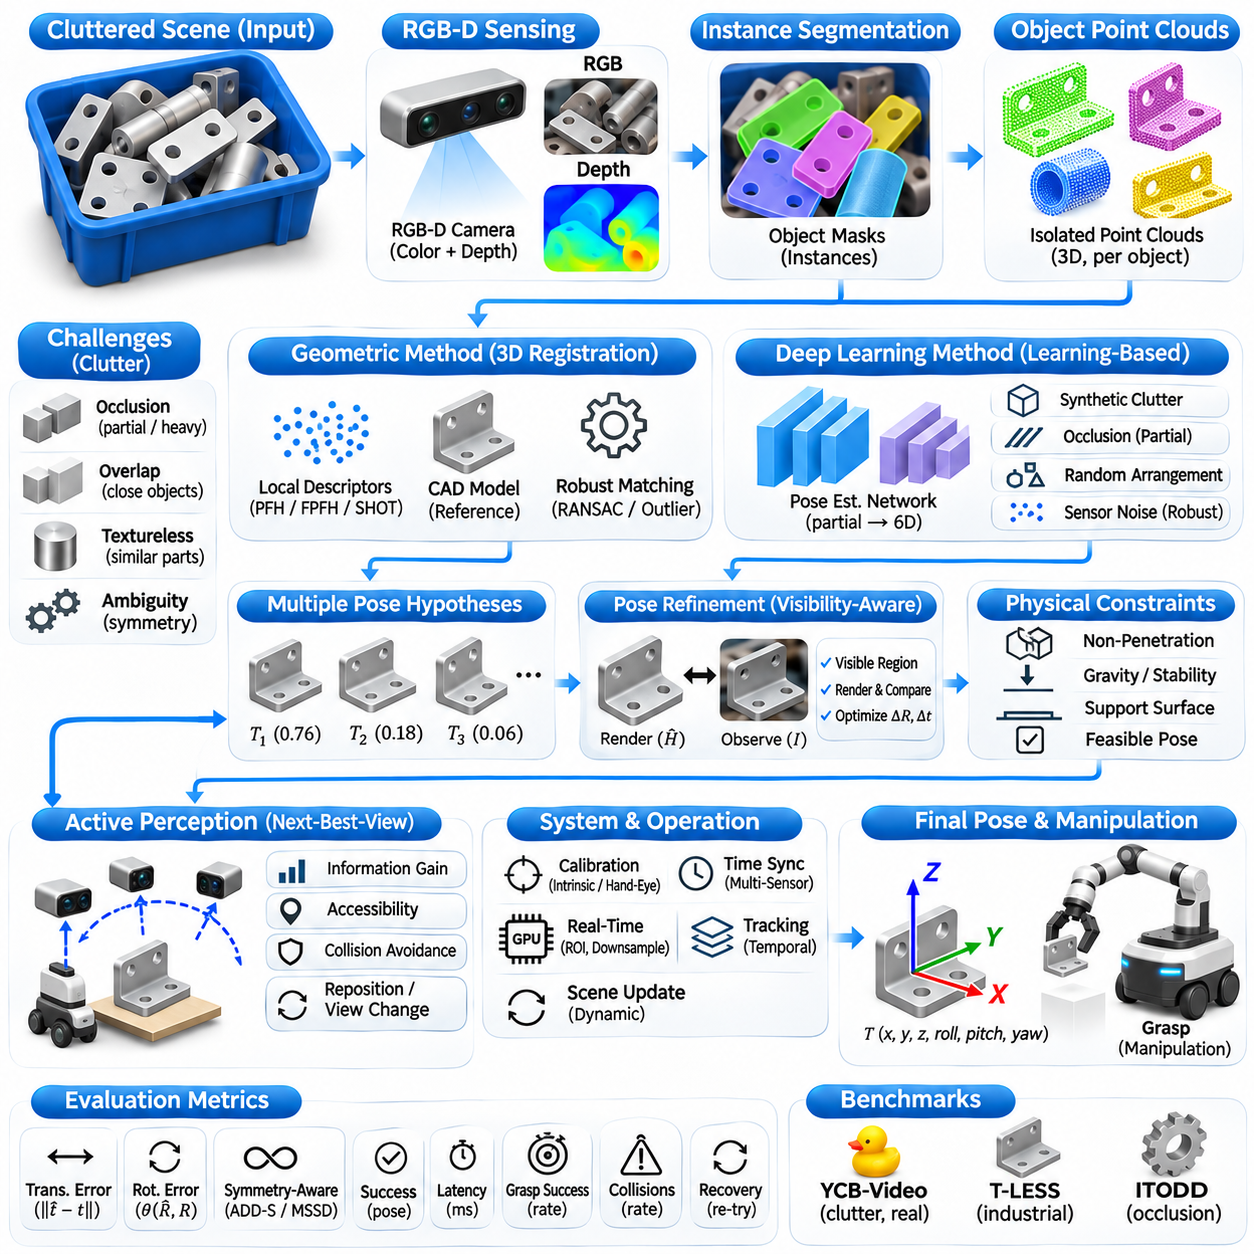 Cluttered Scene (Input)
RGB-D Sensing
Instance Segmentation
Object Point Clouds
RGB
Depth
RGB-D Camera
(Color + Depth)
Object Masks
(Instances)
Isolated Point Clouds
(3D, per object)
Challenges
(Clutter)
Occlusion
(partial / heavy)
Overlap
(close objects)
Textureless
(similar parts)
Ambiguity
(symmetry)
Geometric Method (3D Registration)
Local Descriptors
(PFH / FPFH / SHOT)
CAD Model
(Reference)
Robust Matching
(RANSAC / Outlier)
Deep Learning Method (Learning-Based)
Pose Est. Network
(partial → 6D)
Synthetic Clutter
Occlusion (Partial)
Random Arrangement
Sensor Noise (Robust)
Multiple Pose Hypotheses
T1 (0.76)
T2 (0.18)
T3 (0.06)
...
Pose Refinement (Visibility-Aware)
Render (Ĥ)
Observe (I)
✓ Visible Region
✓ Render & Compare
✓ Optimize ΔR, Δt
Physical Constraints
Non-Penetration
Gravity / Stability
Support Surface
Feasible Pose
Active Perception (Next-Best-View)
Information Gain
Accessibility
Collision Avoidance
Reposition /
View Change
System & Operation
Calibration
(Intrinsic / Hand-Eye)
Time Sync
(Multi-Sensor)
GPU
Real-Time
(ROI, Downsample)
Tracking
(Temporal)
Scene Update
(Dynamic)
Final Pose & Manipulation
Z
Y
X
T (x, y, z, roll, pitch, yaw)
Grasp
(Manipulation)
Evaluation Metrics
Trans. Error
(‖t̂ − t‖)
Rot. Error
(θ(R̂, R)
Symmetry-Aware
(ADD-S / MSSD)
Success
(pose)
Latency
(ms)
Grasp Success
(rate)
Collisions
(rate)
Recovery
(re-try)
Benchmarks
YCB-Video
(clutter, real)
T-LESS
(industrial)
ITODD
(occlusion)